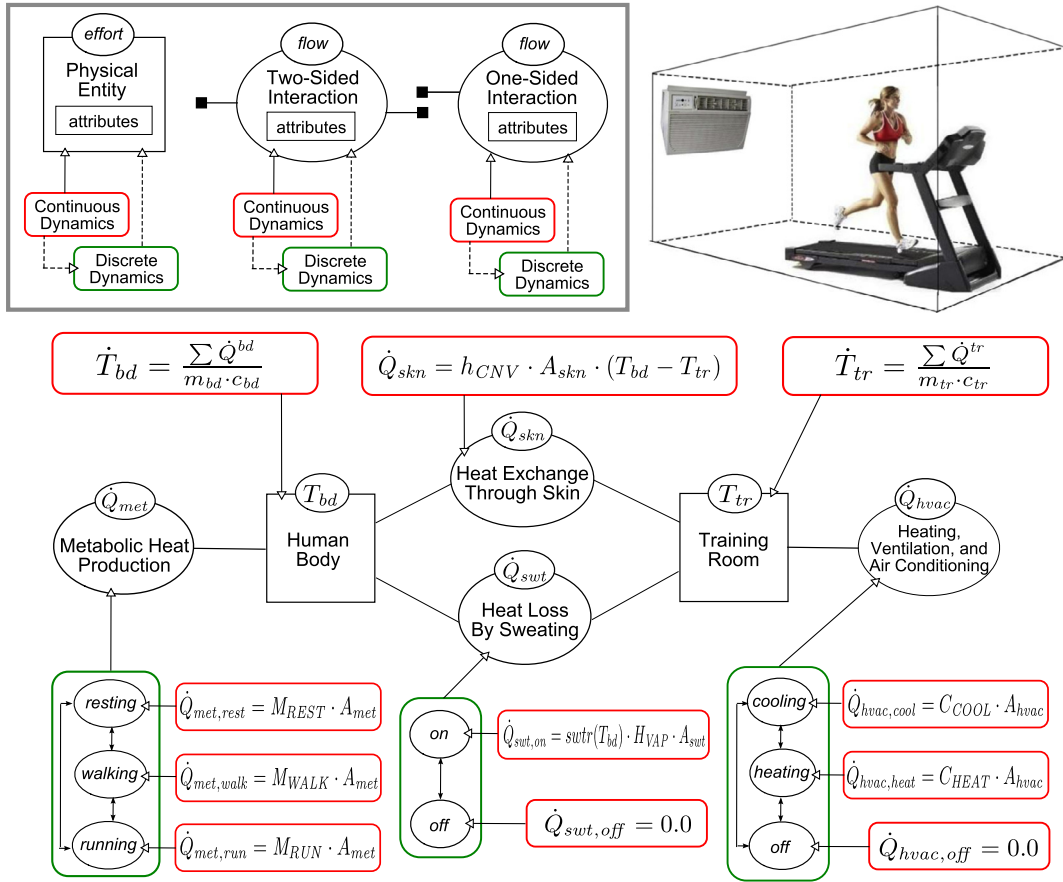 effort
Physical
Entity
attributes
Continuous
Dynamics
Discrete
Dynamics
flow
Two-Sided
Interaction
attributes
Continuous
Dynamics
Discrete
Dynamics
flow
One-Sided
Interaction
attributes
Continuous
Dynamics
Discrete
Dynamics
Ṫ_bd = ∑ Q̇^bd / m_bd·c_bd
Q̇_skn = h_CNV · A_skn · (T_bd − T_tr)
Ṫ_tr = ∑ Q̇^tr / m_tr·c_tr
Q̇_met
Metabolic Heat
Production
T_bd
Human
Body
Q̇_skn
Heat Exchange
Through Skin
Q̇_swt
Heat Loss
By Sweating
T_tr
Training
Room
Q̇_hvac
Heating,
Ventilation, and
Air Conditioning
resting
Q̇_met,rest = M_REST · A_met
walking
Q̇_met,walk = M_WALK · A_met
running
Q̇_met,run = M_RUN · A_met
on
Q̇_swt,on = swtr(T_bd) · H_VAP · A_swt
off
Q̇_swt,off = 0.0
cooling
Q̇_hvac,cool = C_COOL · A_hvac
heating
Q̇_hvac,heat = C_HEAT · A_hvac
off
Q̇_hvac,off = 0.0